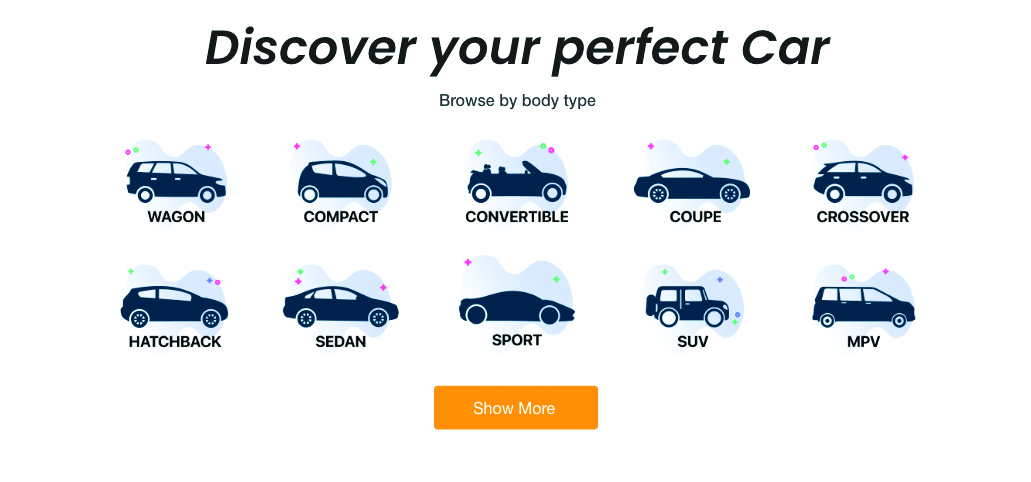 Discover your perfect Car
Browse by body type
WAGON
COMPACT
CONVERTIBLE
COUPE
CROSSOVER
HATCHBACK
SEDAN
SPORT
SUV
MPV
Show More